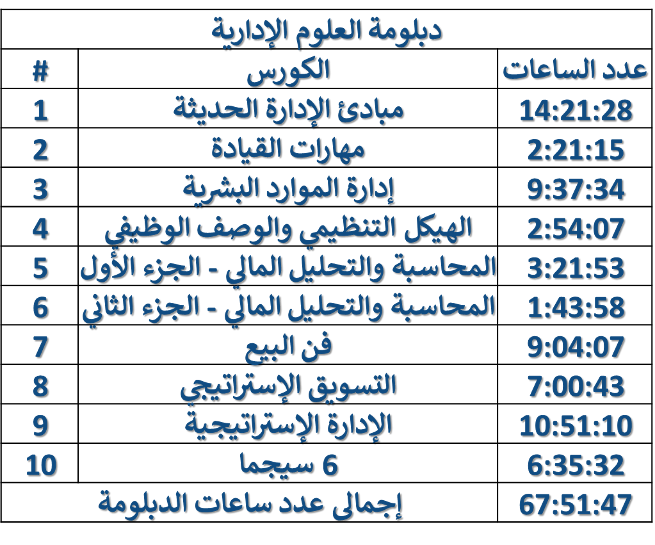 دبلومة العلوم الإدارية
# الكورس عدد الساعات
1 مبادئ الإدارة الحديثة 14:21:28
2 مهارات القيادة 2:21:15
3 إدارة الموارد البشرية 9:37:34
4 الهيكل التنظيمي والوصف الوظيفي 2:54:07
5 المحاسبة والتحليل المالي - الجزء الأول 3:21:53
6 المحاسبة والتحليل المالي - الجزء الثاني 1:43:58
7 فن البيع 9:04:07
8 التسويق الإستراتيجي 7:00:43
9 الإدارة الإستراتيجية 10:51:10
10 6 سيجما 6:35:32
إجمالي عدد ساعات الدبلومة 67:51:47